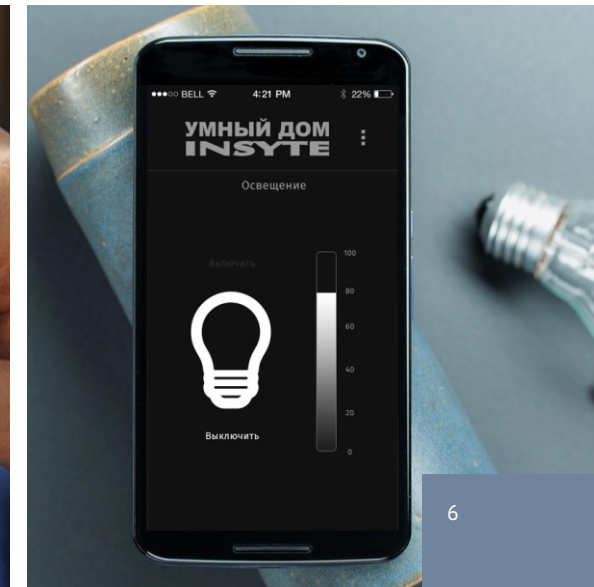 ●●●○○ BELL 4:21 PM 22%
УМНЫЙ ДОМ
INSYTE
Освещение
Включить
100
80
60
40
20
0
Выключить
6